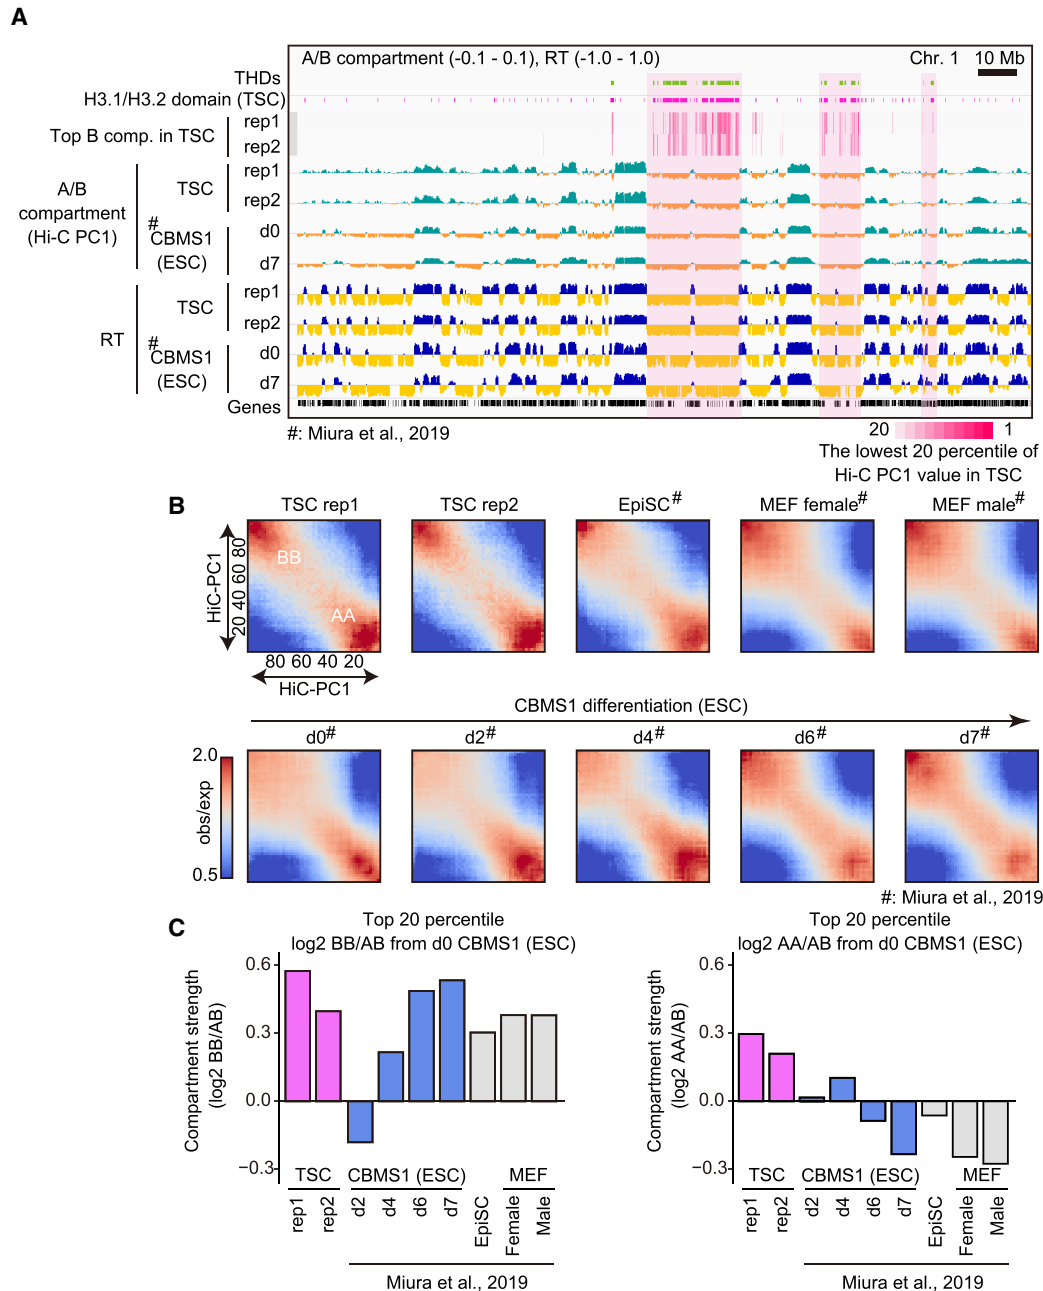 A
A/B compartment (-0.1 - 0.1), RT (-1.0 - 1.0)
Chr. 1
10 Mb
THDs
H3.1/H3.2 domain (TSC)
Top B comp. in TSC
rep1
rep2
A/B
compartment
(Hi-C PC1)
TSC
rep1
rep2
#
CBMS1
(ESC)
d0
d7
RT
TSC
rep1
rep2
#
CBMS1
(ESC)
d0
d7
Genes
#: Miura et al., 2019
20
1
The lowest 20 percentile of
Hi-C PC1 value in TSC
B
TSC rep1
TSC rep2
EpiSC#
MEF female#
MEF male#
HiC-PC1
20 40 60 80
BB
AA
80 60 40 20
HiC-PC1
CBMS1 differentiation (ESC)
d0#
d2#
d4#
d6#
d7#
2.0
obs/exp
0.5
#: Miura et al., 2019
C
Top 20 percentile
log2 BB/AB from d0 CBMS1 (ESC)
Compartment strength
(log2 BB/AB)
0.6
0.3
0.0
−0.3
TSC
CBMS1 (ESC)
MEF
rep1
rep2
d2
d4
d6
d7
EpiSC
Female
Male
Miura et al., 2019
Top 20 percentile
log2 AA/AB from d0 CBMS1 (ESC)
Compartment strength
(log2 AA/AB)
0.6
0.3
0.0
−0.3
TSC
CBMS1 (ESC)
MEF
rep1
rep2
d2
d4
d6
d7
EpiSC
Female
Male
Miura et al., 2019